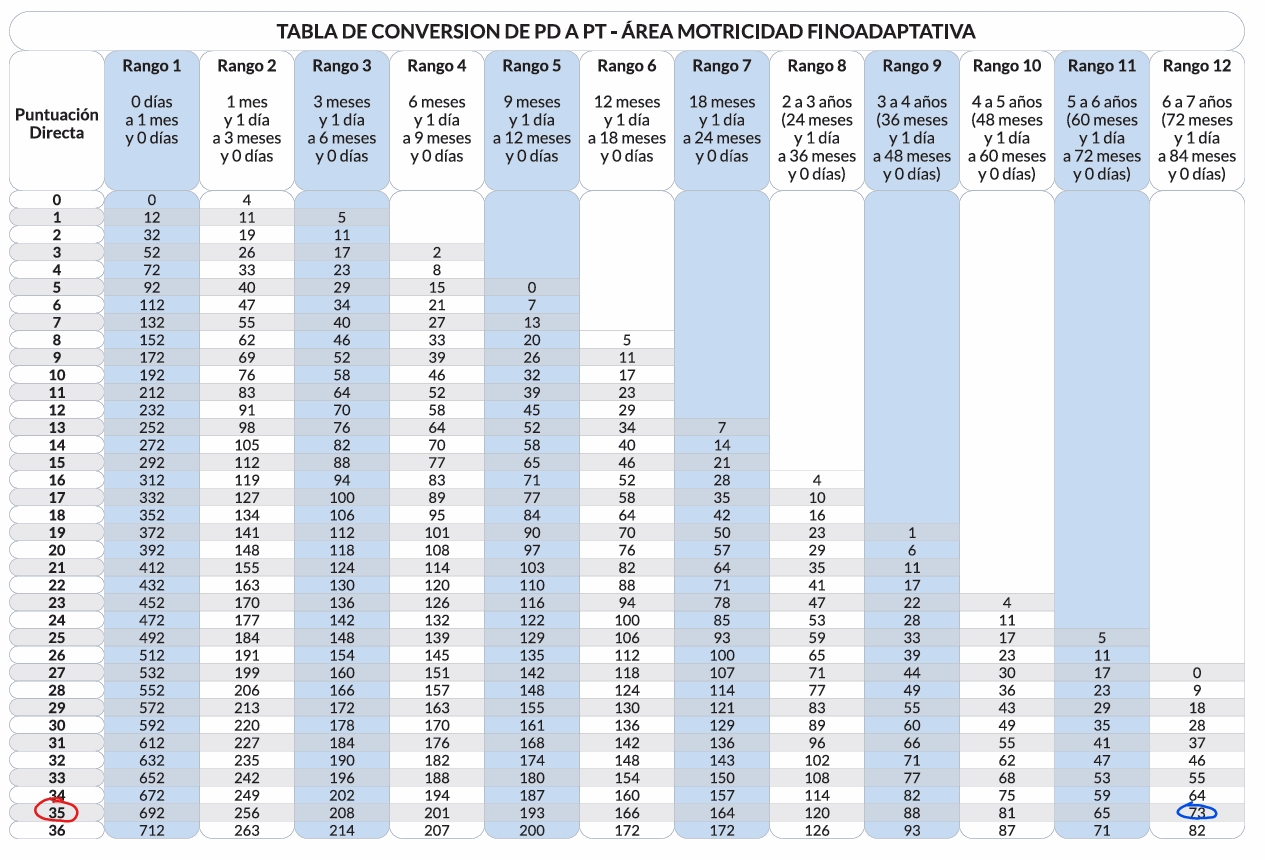 TABLA DE CONVERSION DE PD A PT - ÁREA MOTRICIDAD FINOADAPTATIVA
Puntuación Directa
Rango 1 0 días a 1 mes y 0 días
Rango 2 1 mes y 1 día a 3 meses y 0 días
Rango 3 3 meses y 1 día a 6 meses y 0 días
Rango 4 6 meses y 1 día a 9 meses y 0 días
Rango 5 9 meses y 1 día a 12 meses y 0 días
Rango 6 12 meses y 1 día a 18 meses y 0 días
Rango 7 18 meses y 1 día a 24 meses y 0 días
Rango 8 2 a 3 años (24 meses y 1 día a 36 meses y 0 días)
Rango 9 3 a 4 años (36 meses y 1 día a 48 meses y 0 días)
Rango 10 4 a 5 años (48 meses y 1 día a 60 meses y 0 días)
Rango 11 5 a 6 años (60 meses y 1 día a 72 meses y 0 días)
Rango 12 6 a 7 años (72 meses y 1 día a 84 meses y 0 días)
0 0 4
1 12 11 5
2 32 19 11
3 52 26 17 2
4 72 33 23 8
5 92 40 29 15 0
6 112 47 34 21 7
7 132 55 40 27 13
8 152 62 46 33 20 5
9 172 69 52 39 26 11
10 192 76 58 46 32 17
11 212 83 64 52 39 23
12 232 91 70 58 45 29
13 252 98 76 64 52 34 7
14 272 105 82 70 58 40 14
15 292 112 88 77 65 46 21
16 312 119 94 83 71 52 28 4
17 332 127 100 89 77 58 35 10
18 352 134 106 95 84 64 42 16
19 372 141 112 101 90 70 50 23 1
20 392 148 118 108 97 76 57 29 6
21 412 155 124 114 103 82 64 35 11
22 432 163 130 120 110 88 71 41 17
23 452 170 136 126 116 94 78 47 22 4
24 472 177 142 132 122 100 85 53 28 11
25 492 184 148 139 129 106 93 59 33 17 5
26 512 191 154 145 135 112 100 65 39 23 11
27 532 199 160 151 142 118 107 71 44 30 17 0
28 552 206 166 157 148 124 114 77 49 36 23 9
29 572 213 172 163 155 130 121 83 55 43 29 18
30 592 220 178 170 161 136 129 89 60 49 35 28
31 612 227 184 176 168 142 136 96 66 55 41 37
32 632 235 190 182 174 148 143 102 71 62 47 46
33 652 242 196 188 180 154 150 108 77 68 53 55
34 672 249 202 194 187 160 157 114 82 75 59 64
35 692 256 208 201 193 166 164 120 88 81 65 73
36 712 263 214 207 200 172 172 126 93 87 71 82